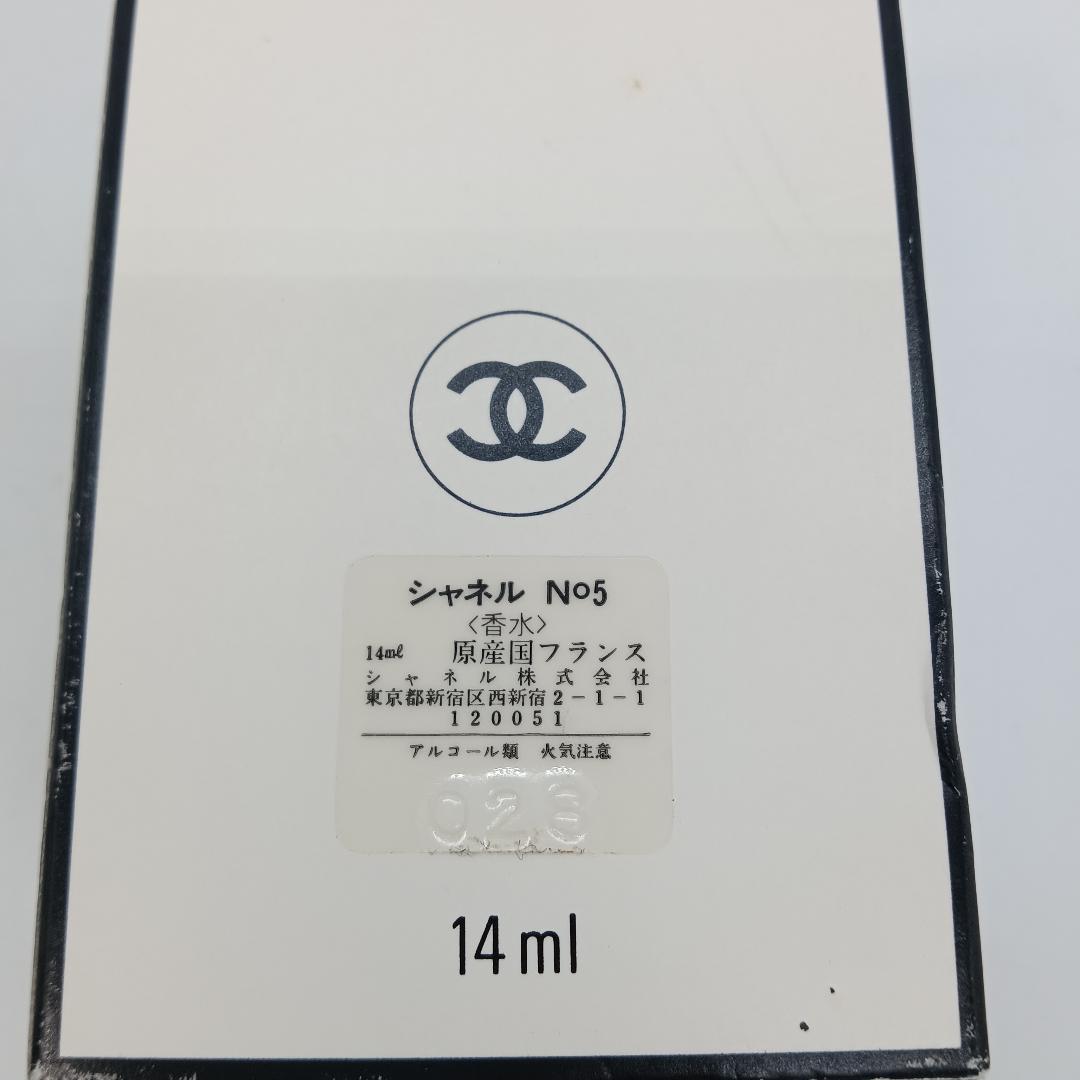 シャネル No5
〈香水〉
14mℓ 原産国フランス
シャネル株式会社
東京都新宿区西新宿2-1-1
120051
アルコール類 火気注意
023
14ml